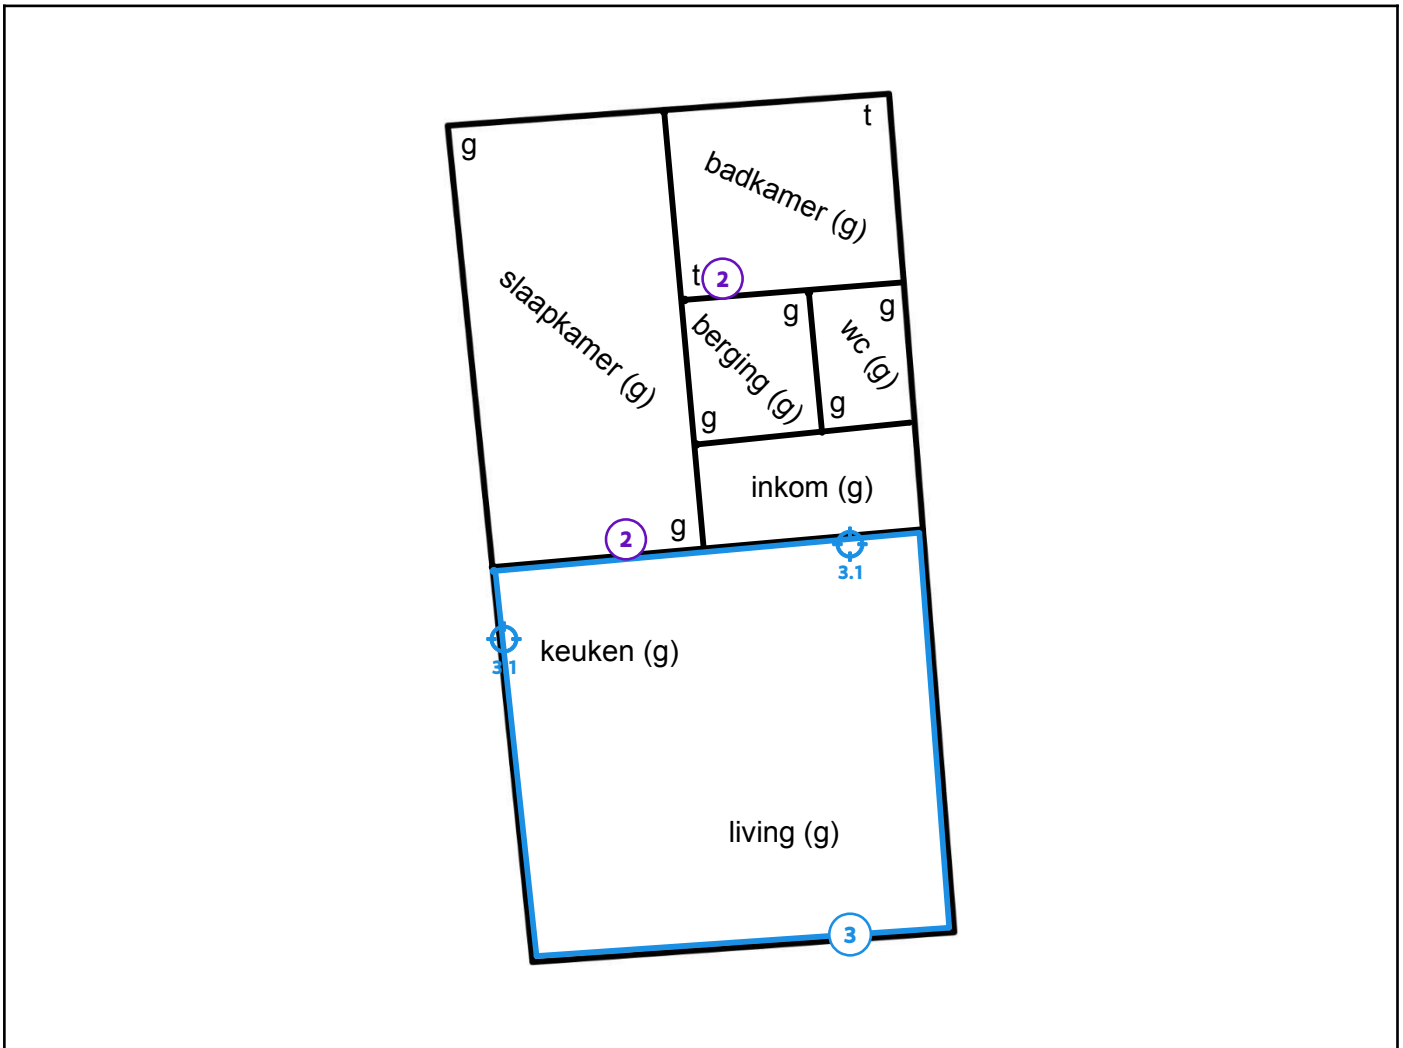 t
g
badkamer (g)
t 2
slaapkamer (g)
g
g
berging (g)
wc (g)
g
g
inkom (g)
g
2
3.1
3.1
keuken (g)
living (g)
3